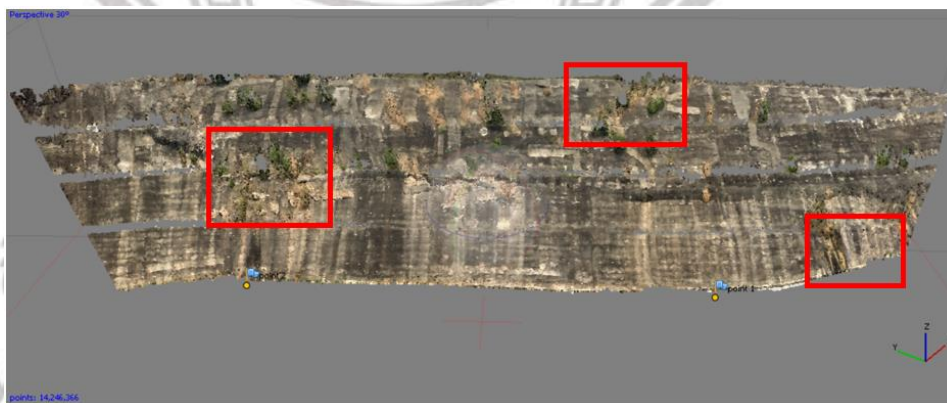 Perspective 30°
point 2
point 1
Z
Y
points: 14,246,366